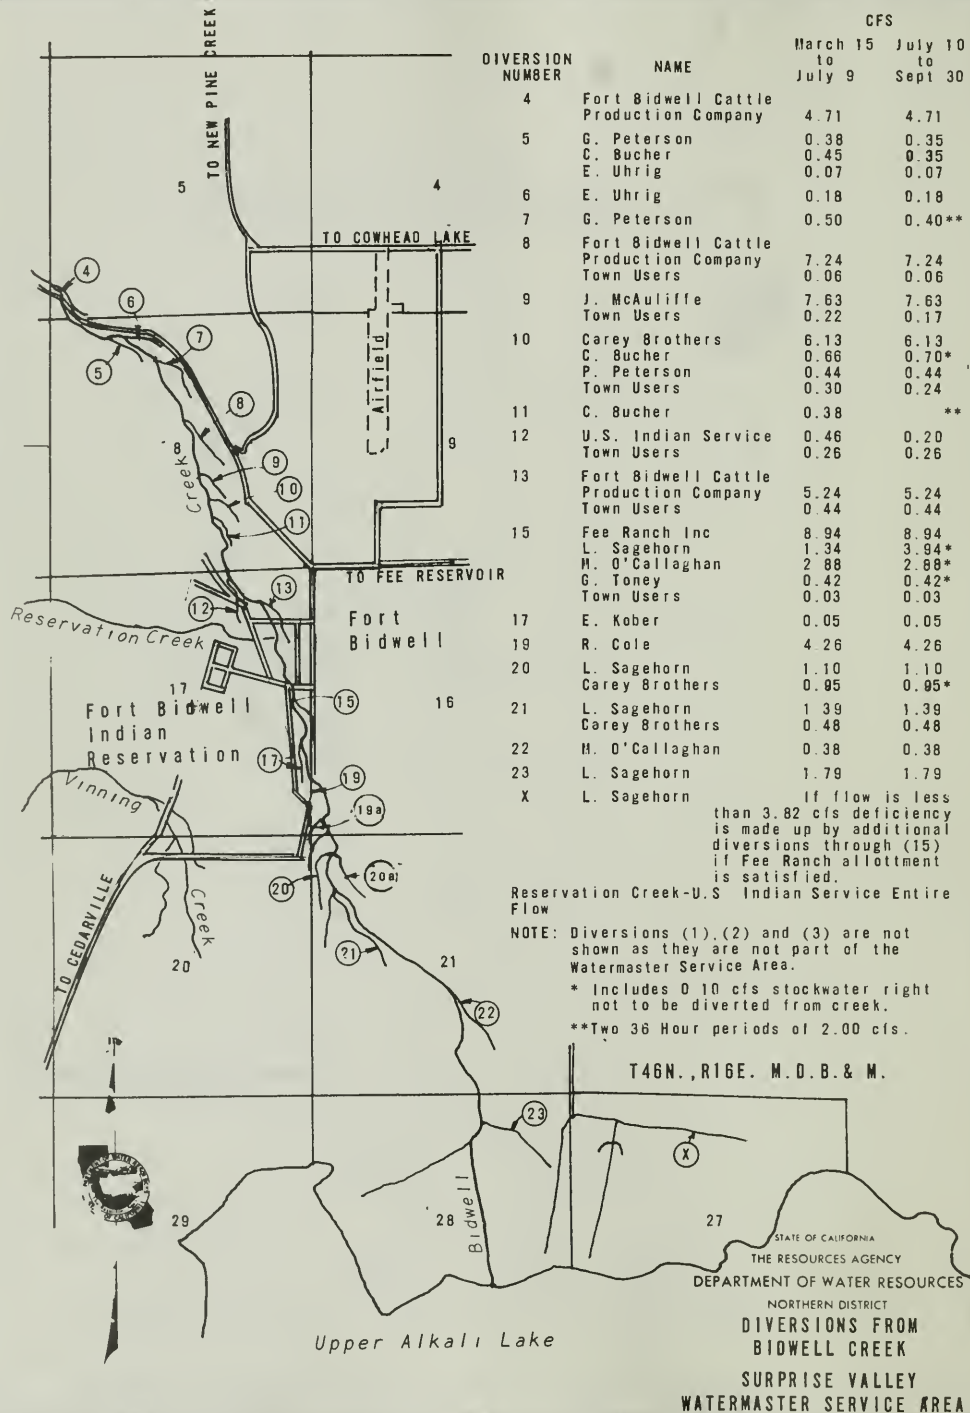 CFS
March 15 July 10
DIVERSION to to
NUMBER NAME July 9 Sept 30
4 Fort Bidwell Cattle
Production Company 4.71 4.71
5 G. Peterson 0.38 0.35
C. Bucher 0.45 0.35
E. Uhrig 0.07 0.07
6 E. Uhrig 0.18 0.18
7 G. Peterson 0.50 0.40**
8 Fort Bidwell Cattle
Production Company 7.24 7.24
Town Users 0.06 0.06
9 J. McAuliffe 7.63 7.63
Town Users 0.22 0.17
10 Carey Brothers 6.13 6.13
C. Bucher 0.66 0.70*
P. Peterson 0.44 0.44
Town Users 0.30 0.24
11 C. Bucher 0.38 **
12 U.S. Indian Service 0.46 0.20
Town Users 0.26 0.26
13 Fort Bidwell Cattle
Production Company 5.24 5.24
Town Users 0.44 0.44
15 Fee Ranch Inc 8.94 8.94
L. Sagehorn 1.34 3.94*
M. O'Callaghan 2 88 2.88*
G. Toney 0.42 0.42*
Town Users 0.03 0.03
17 E. Kober 0.05 0.05
19 R. Cole 4 26 4.26
20 L. Sagehorn 1.10 1 10
Carey Brothers 0.95 0.95*
21 L. Sagehorn 1 39 1.39
Carey Brothers 0.48 0.48
22 M. O'Callaghan 0.38 0.38
23 L. Sagehorn 1.79 1.79
X L. Sagehorn If flow is less
than 3.82 cfs deficiency
is made up by additional
diversions through (15)
if Fee Ranch allottment
is satisfied.
Reservation Creek-U.S Indian Service Entire
Flow
NOTE: Diversions (1),(2) and (3) are not
shown as they are not part of the
Watermaster Service Area.
* Includes 0 10 cfs stockwater right
not to be diverted from creek.
**Two 36 Hour periods of 2.00 cfs.
T46N.,R16E. M.D.B.& M.
TO NEW PINE CREEK
5
4
TO COWHEAD LAKE
4
6
7
5
Airfield
8
8
9
9
Creek
10
11
TO FEE RESERVOIR
13
12
Reservation Creek
Fort
Bidwell
17
15
16
Fort Bidwell
Indian
Reservation
17
Vinning
19
19a
20
20a
Creek
TO CEDARVILLE
20
?1
21
22
23
X
29
28
Bidwell
27
Upper Alkali Lake
STATE OF CALIFORNIA
THE RESOURCES AGENCY
DEPARTMENT OF WATER RESOURCES
NORTHERN DISTRICT
DIVERSIONS FROM
BIDWELL CREEK
SURPRISE VALLEY
WATERMASTER SERVICE AREA